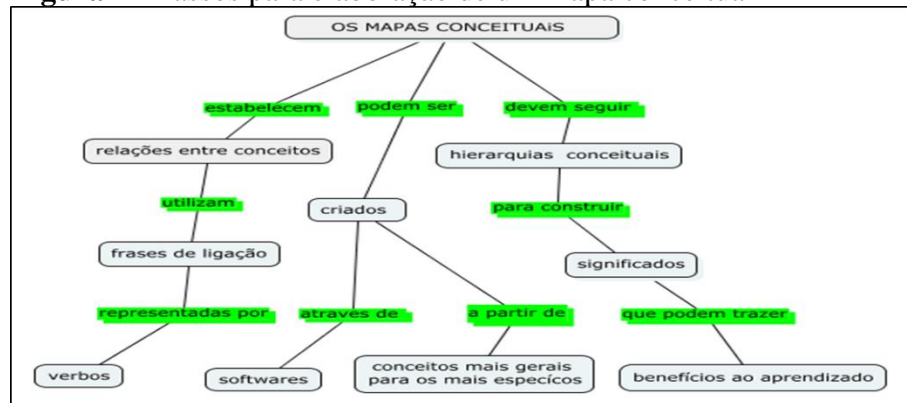 OS MAPAS CONCEITUAiS
estabelecem
podem ser
devem seguir
relações entre conceitos
hierarquias conceituais
utilizam
criados
para construir
frases de ligação
significados
representadas por
através de
a partir de
que podem trazer
verbos
softwares
conceitos mais gerais
para os mais especícos
benefícios ao aprendizado